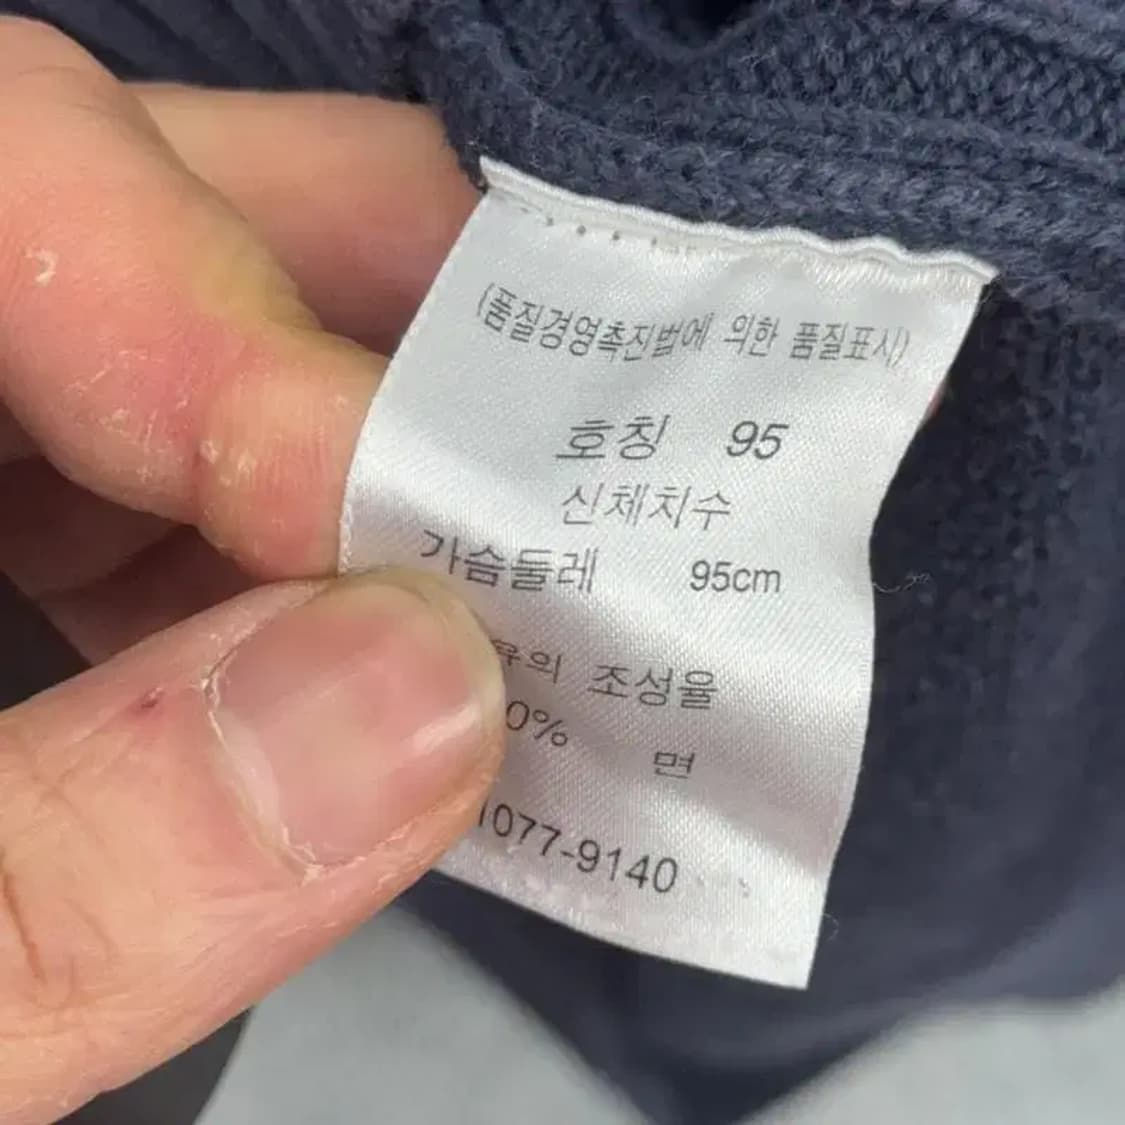 (품질경영촉진법에 의한 품질표시)
호칭 95
신체치수
가슴둘레 95cm
조성율
0% 면
1077-9140